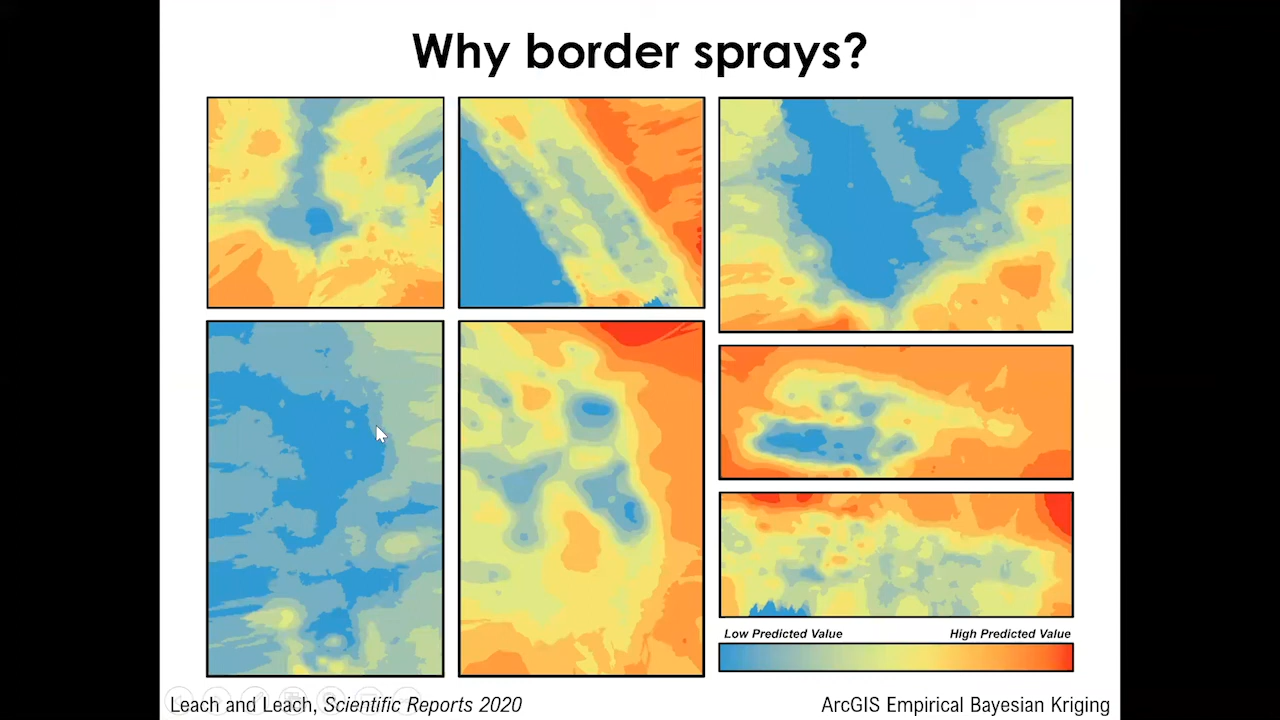 Why border sprays?
Low Predicted Value High Predicted Value
Leach and Leach, Scientific Reports 2020 ArcGIS Empirical Bayesian Kriging